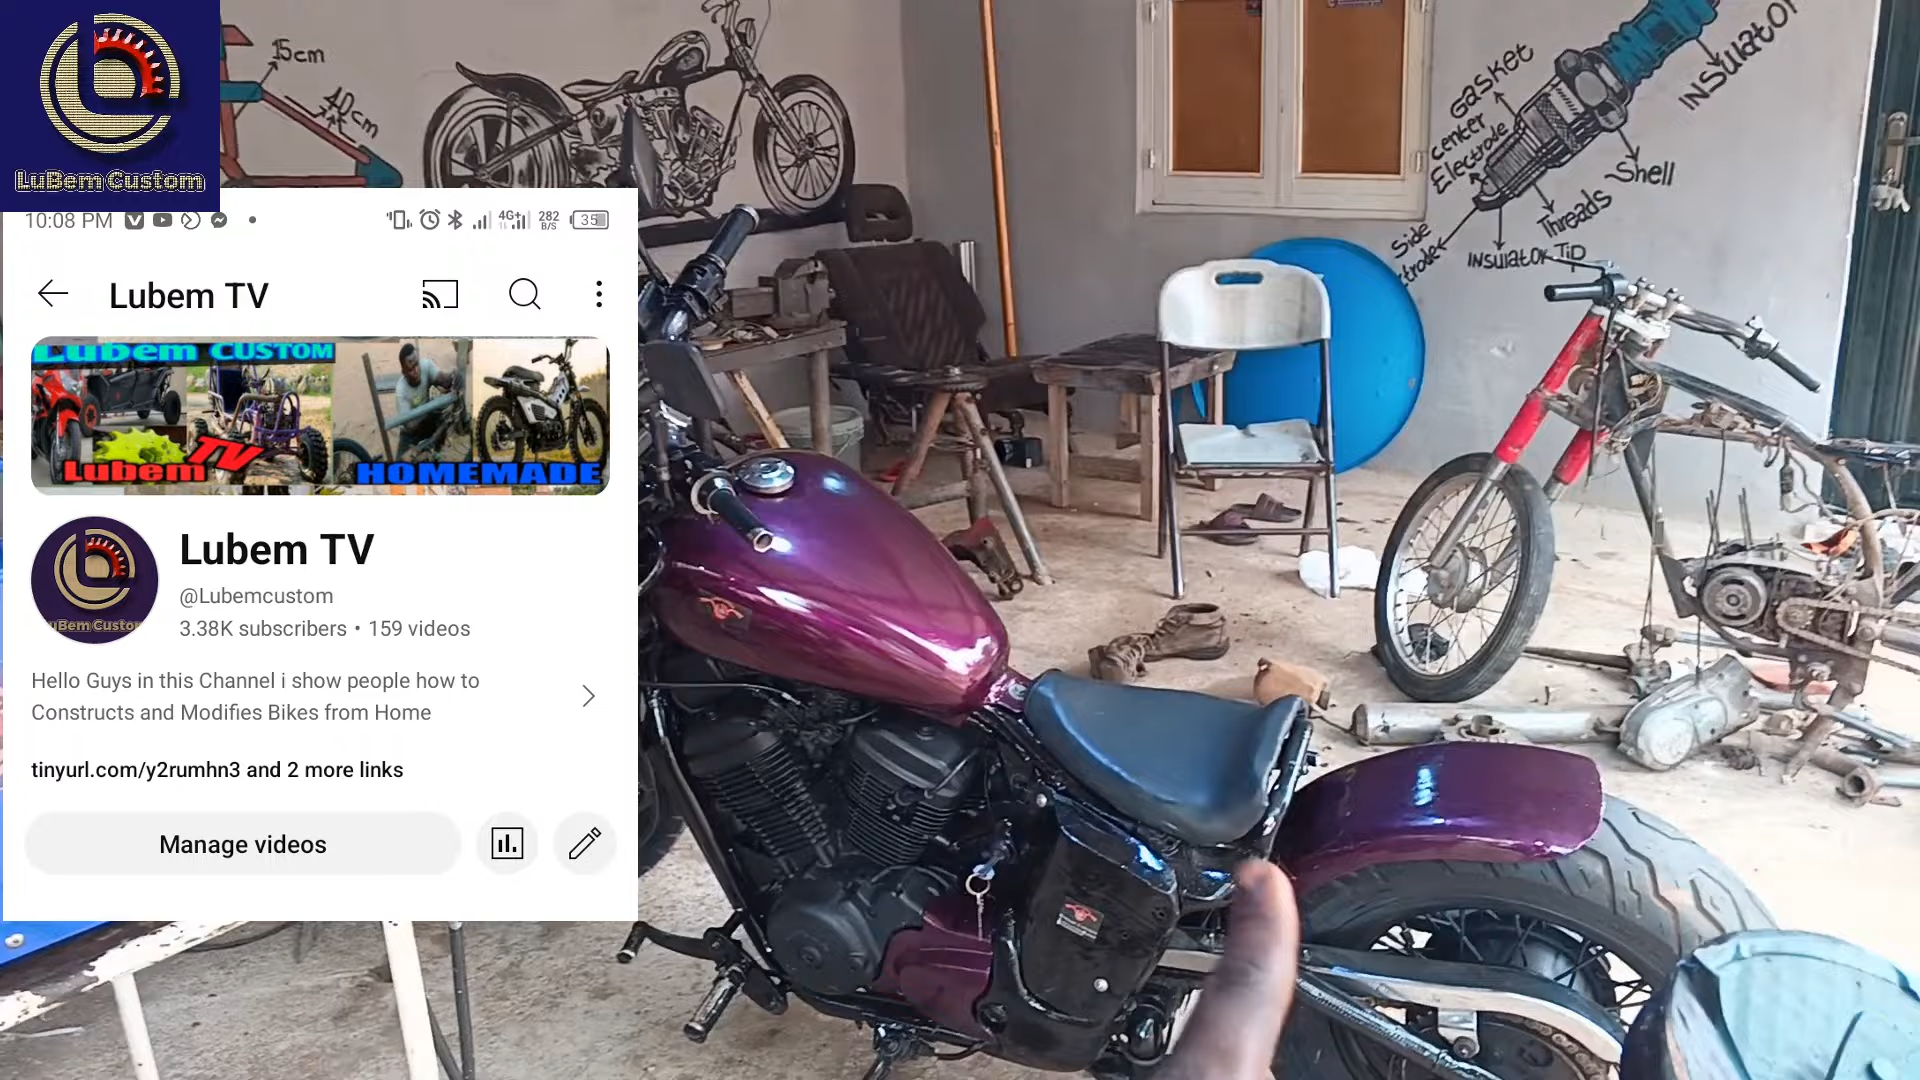 LuBem Custom
15cm
40cm
10:08 PM
4G+
282
B/S
35
Lubem TV
Lubem CUSTOM
Lubem TV
HOMEMADE
Lubem TV
@Lubemcustom
3.38K subscribers • 159 videos
Hello Guys in this Channel i show people how to
Constructs and Modifies Bikes from Home
tinyurl.com/y2rumhn3 and 2 more links
Manage videos
Gasket
center
Electrode
INSULATOR
Shell
Threads
INSULATOR TIP
Side